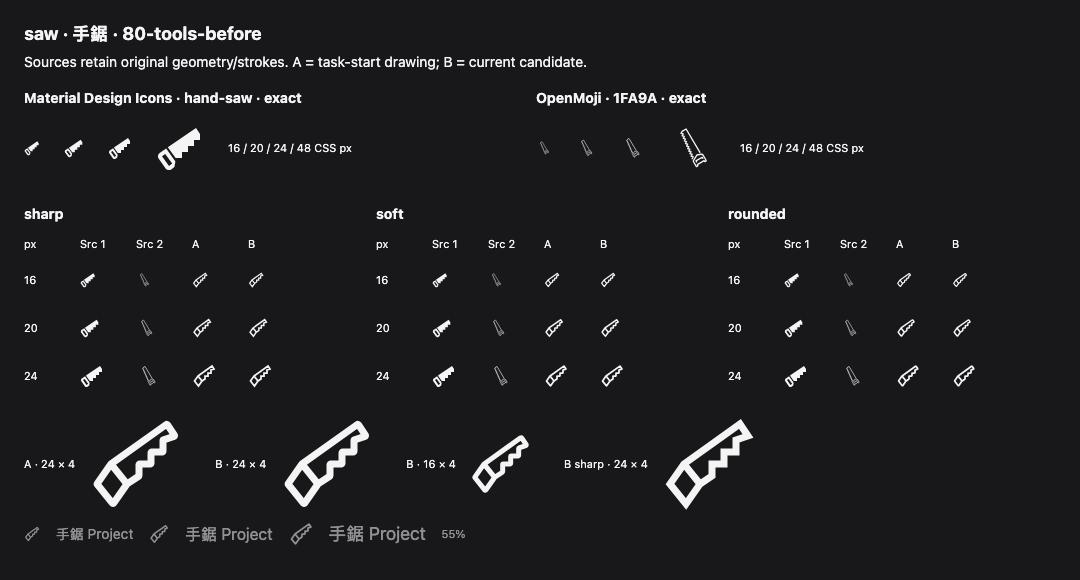 saw · 手鋸 · 80-tools-before
Sources retain original geometry/strokes. A = task-start drawing; B = current candidate.
Material Design Icons · hand-saw · exact
OpenMoji · 1FA9A · exact
16 / 20 / 24 / 48 CSS px
16 / 20 / 24 / 48 CSS px
sharp
soft
rounded
px Src 1 Src 2 A B
px Src 1 Src 2 A B
px Src 1 Src 2 A B
16
16
16
20
20
20
24
24
24
A · 24 × 4
B · 24 × 4
B · 16 × 4
B sharp · 24 × 4
手鋸 Project
手鋸 Project
手鋸 Project
55%